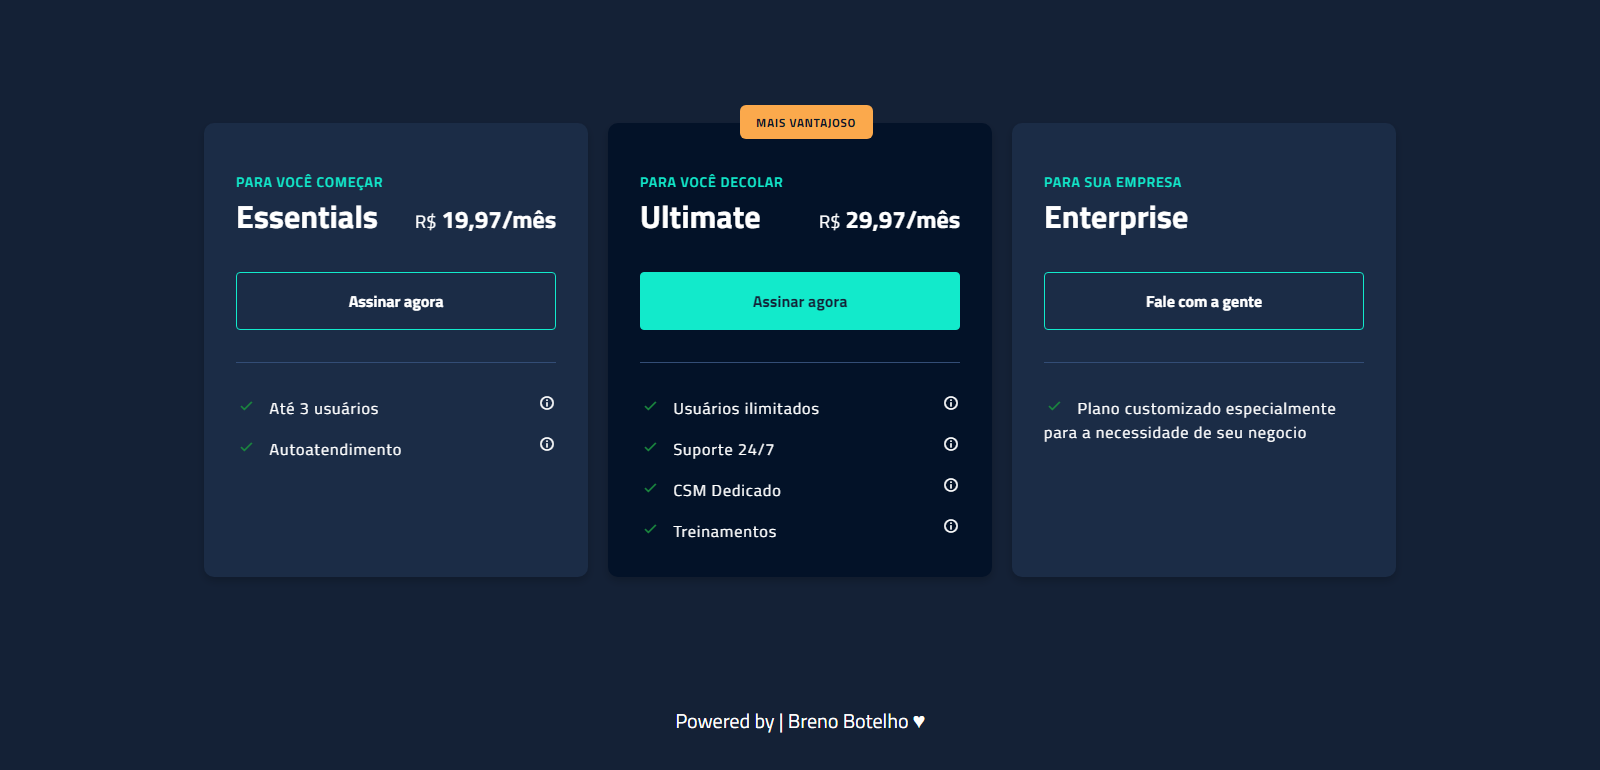 MAIS VANTAJOSO
PARA VOCÊ COMEÇAR
Essentials R$ 19,97/mês
Assinar agora
Até 3 usuários
Autoatendimento
PARA VOCÊ DECOLAR
Ultimate R$ 29,97/mês
Assinar agora
Usuários ilimitados
Suporte 24/7
CSM Dedicado
Treinamentos
PARA SUA EMPRESA
Enterprise
Fale com a gente
Plano customizado especialmente
para a necessidade de seu negocio
Powered by | Breno Botelho ♥